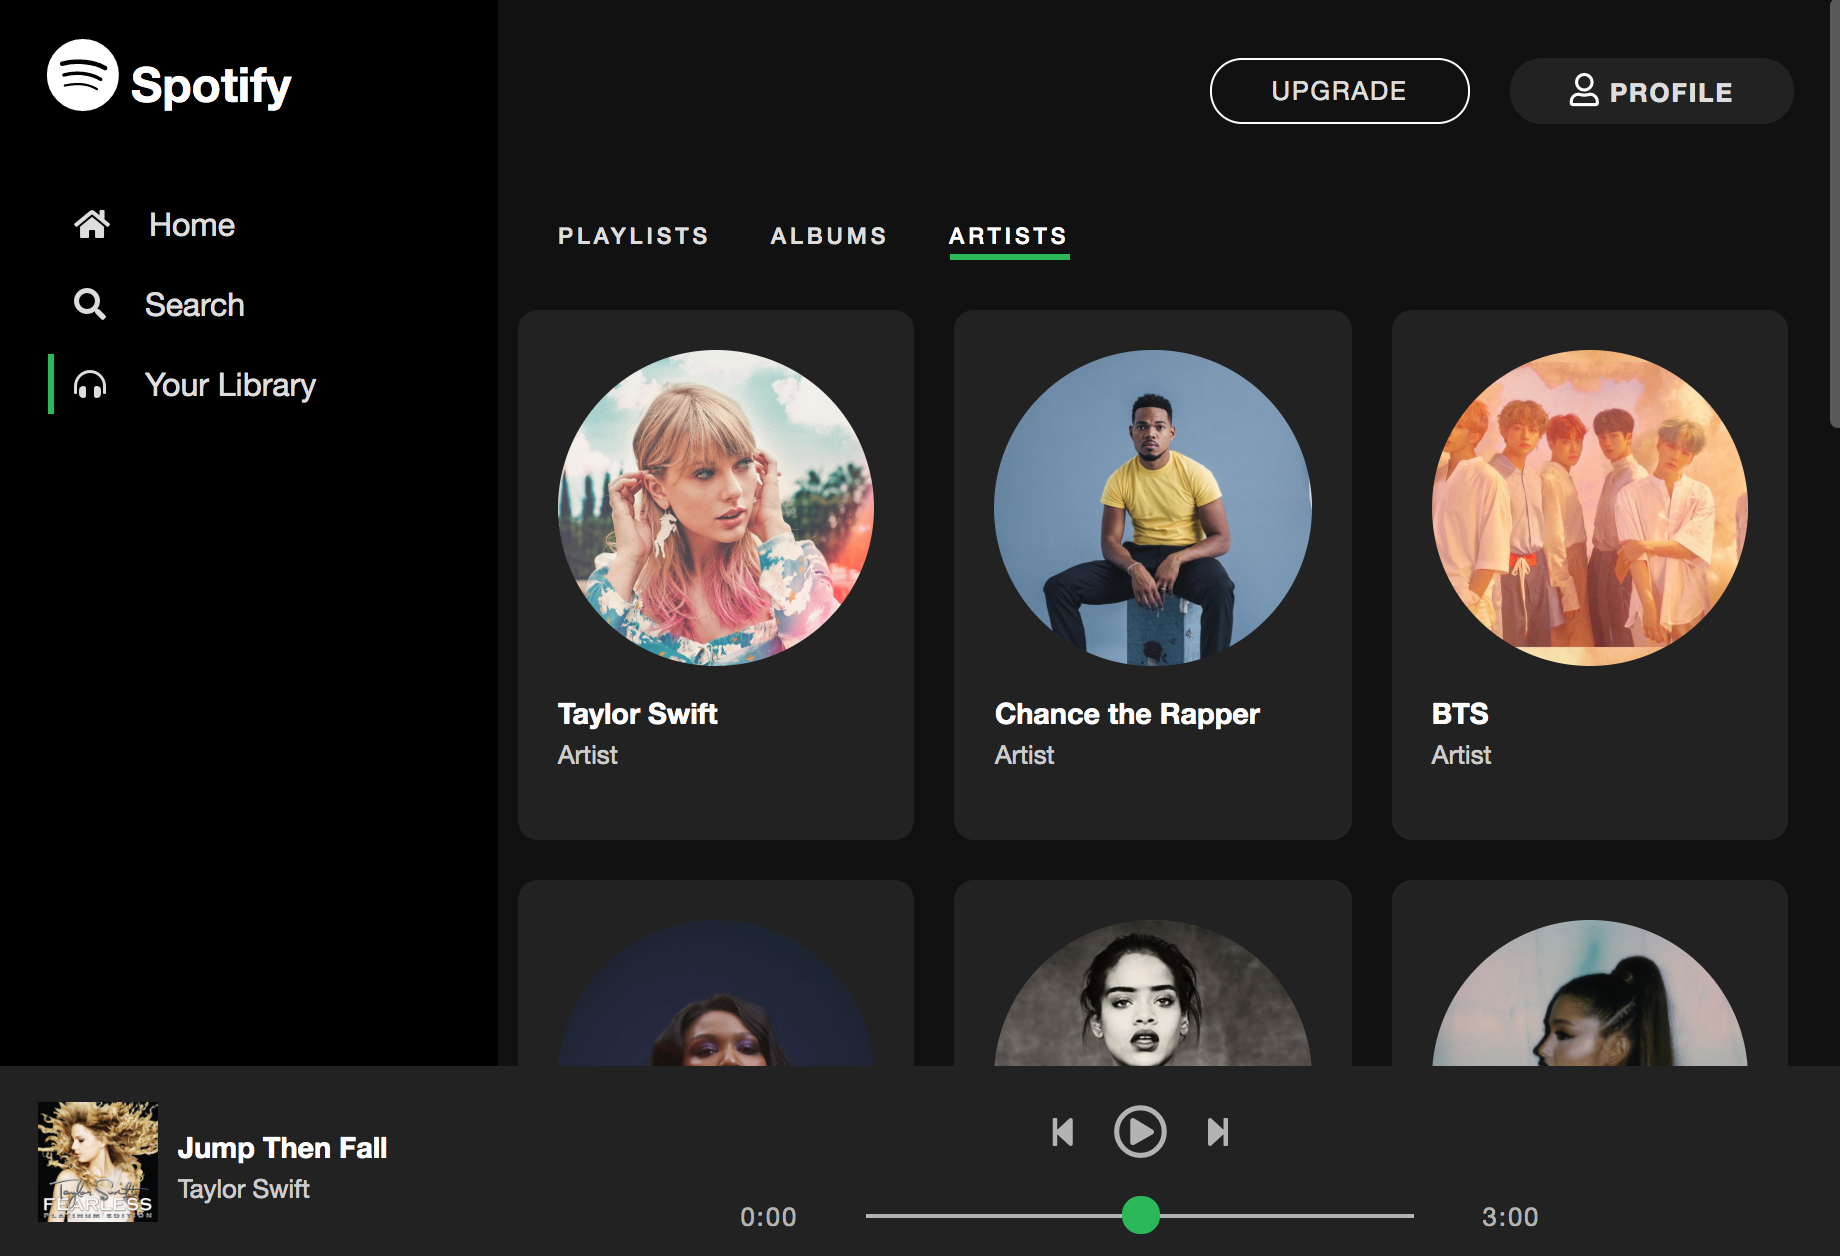 Spotify
UPGRADE
PROFILE
Home
Search
Your Library
PLAYLISTS
ALBUMS
ARTISTS
Taylor Swift
Artist
Chance the Rapper
Artist
BTS
Artist
Taylor Swift
FEARLESS
PLATINUM EDITION
Jump Then Fall
Taylor Swift
0:00
3:00